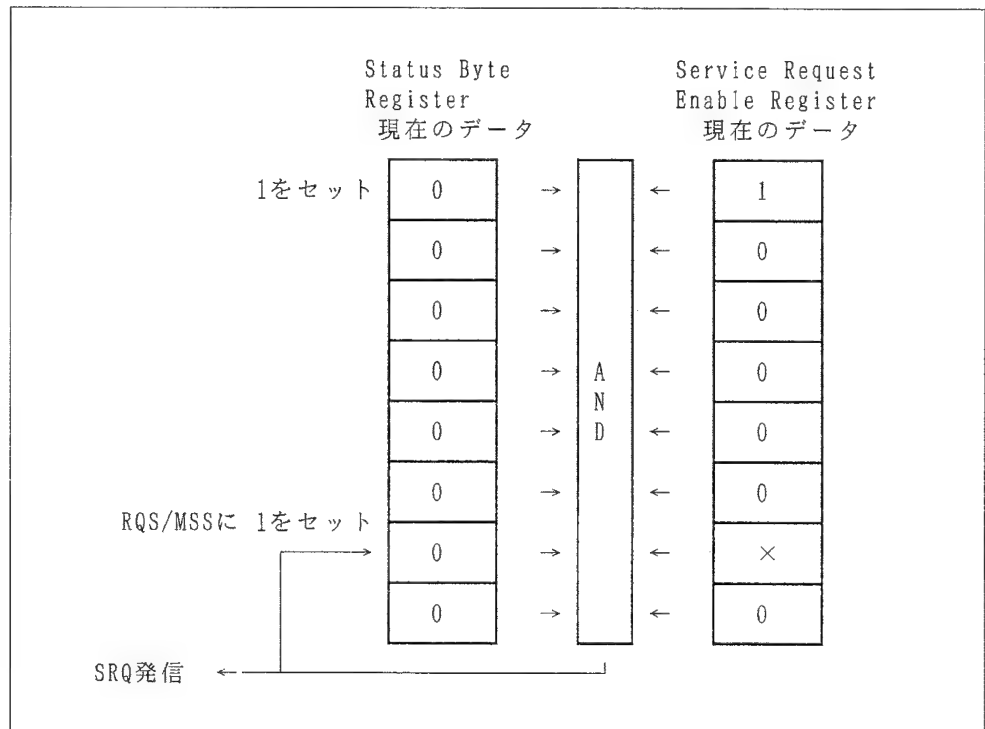 Status Byte
Register
現在のデータ
Service Request
Enable Register
現在のデータ
1をセット 0 → ← 1
0 → ← 0
0 → ← 0
0 → A N D ← 0
0 → ← 0
0 → ← 0
RQS/MSSに 1をセット
0 → ← ×
0 → ← 0
SRQ発信 ←